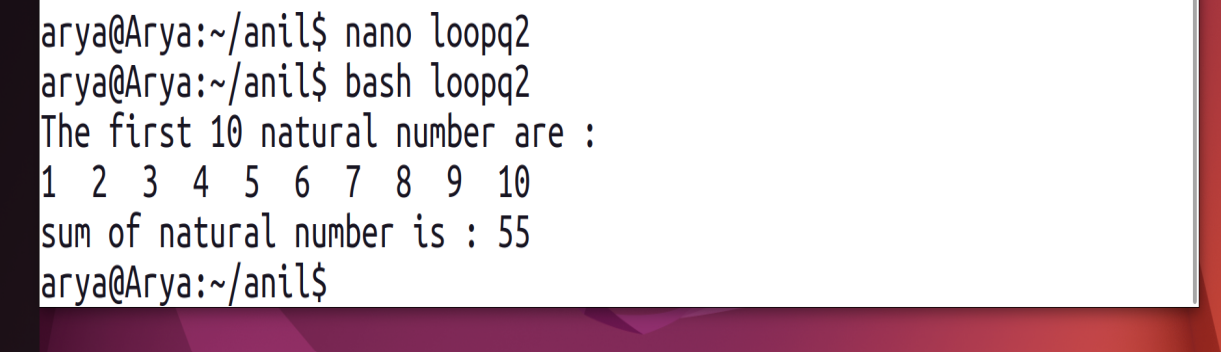 arya@Arya:~/anil$ nano loopq2
arya@Arya:~/anil$ bash loopq2
The first 10 natural number are :
1  2  3  4  5  6  7  8  9  10
sum of natural number is : 55
arya@Arya:~/anil$